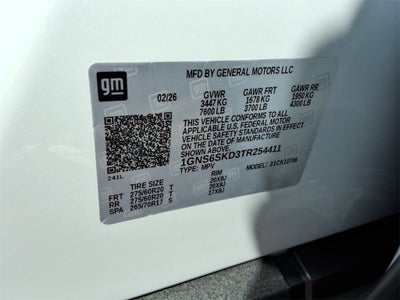 gm
MFD BY GENERAL MOTORS LLC
02/26 GVWR GAWR FRT GAWR RR
3447 KG 1678 KG 1950 KG
7600 LB 3700 LB 4300 LB
THIS VEHICLE CONFORMS TO ALL
APPLICABLE U.S. FEDERAL MOTOR
VEHICLE SAFETY STANDARDS IN EFFECT
ON THE DATE OF MANUFACTURE SHOWN ABOVE.
1GNS6SKD3TR254411
TYPE: MPV MODEL: 31CK10706
241L
TIRE SIZE RIM
FRT 275/60R20 T 20X9J
RR 275/60R20 T 20X9J
SPA 265/70R17 S 17X8J